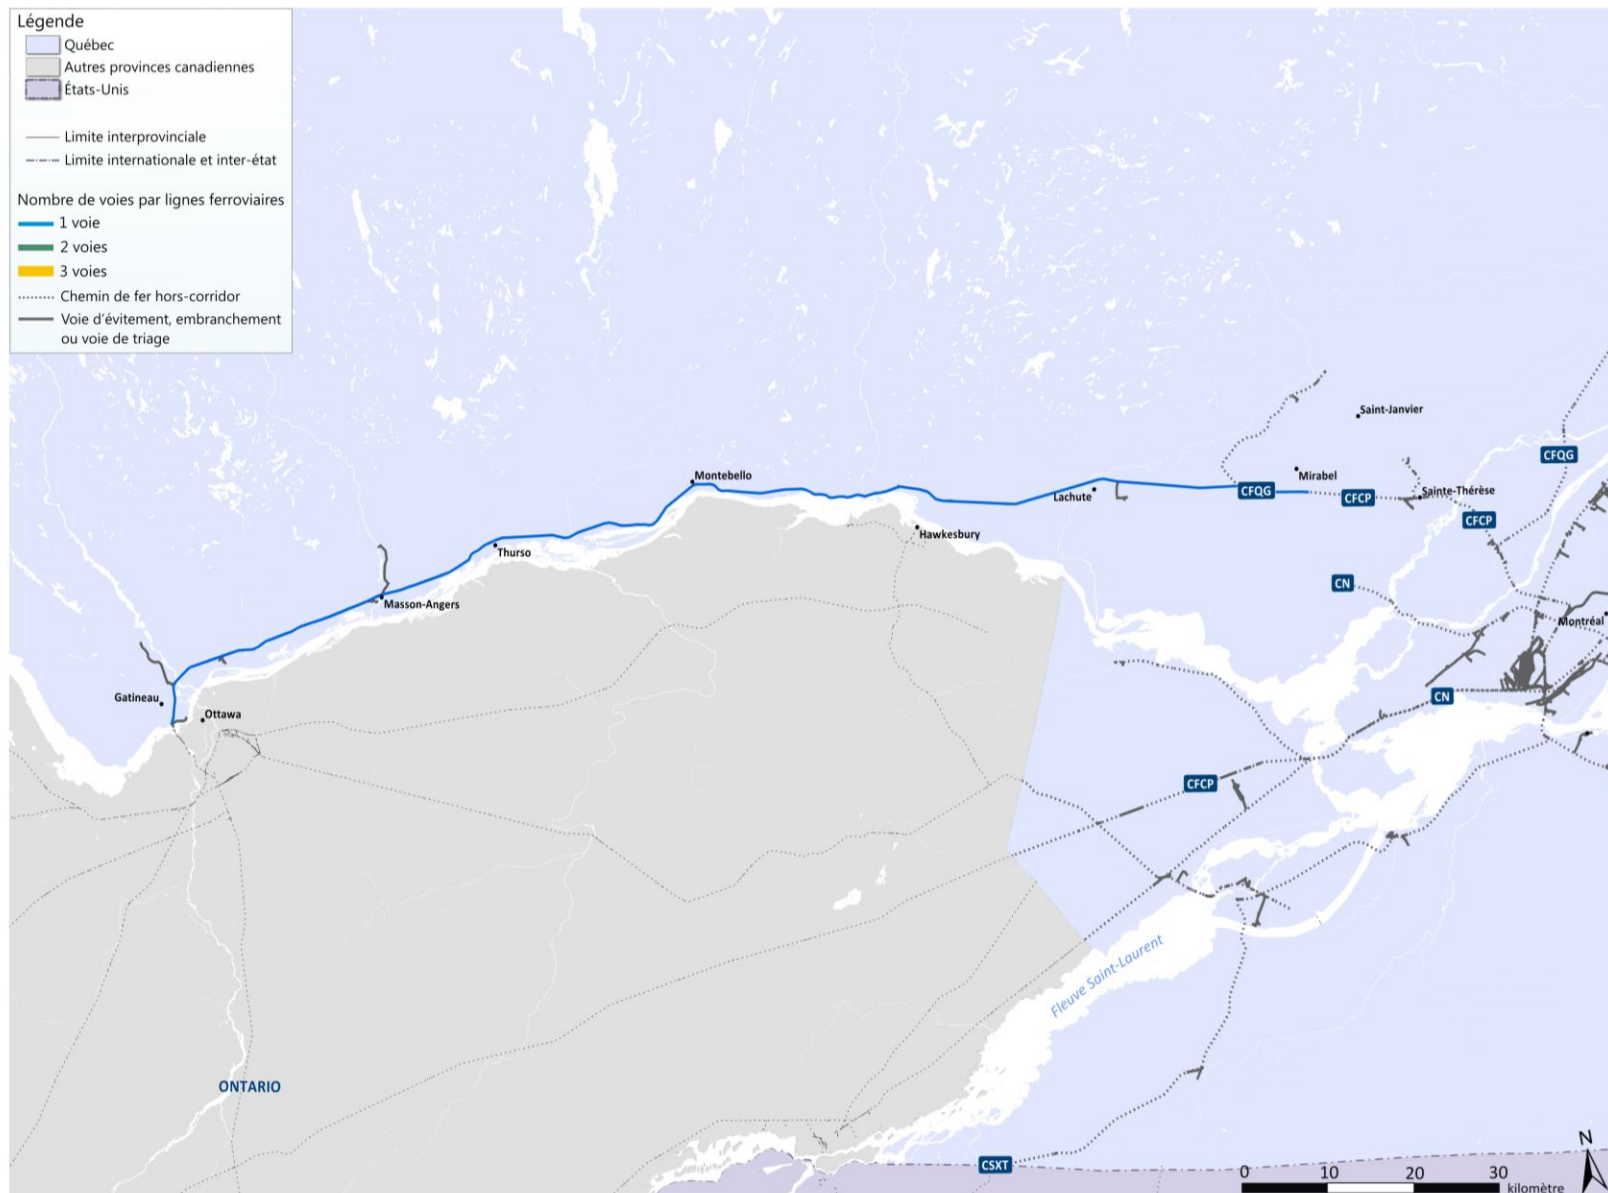 Légende
Québec
Autres provinces canadiennes
États-Unis
Limite interprovinciale
Limite internationale et inter-état
Nombre de voies par lignes ferroviaires
1 voie
2 voies
3 voies
Chemin de fer hors-corridor
Voie d'évitement, embranchement
ou voie de triage
Saint-Janvier
CFQG
Mirabel
Montebello
CFQG
CFCP
Sainte-Thérèse
Lachute
CFCP
Hawkesbury
Thurso
CN
Masson-Angers
Montréal
Gatineau
Ottawa
CN
CFCP
Fleuve Saint-Laurent
ONTARIO
CSXT
N
0 10 20 30
kilomètre